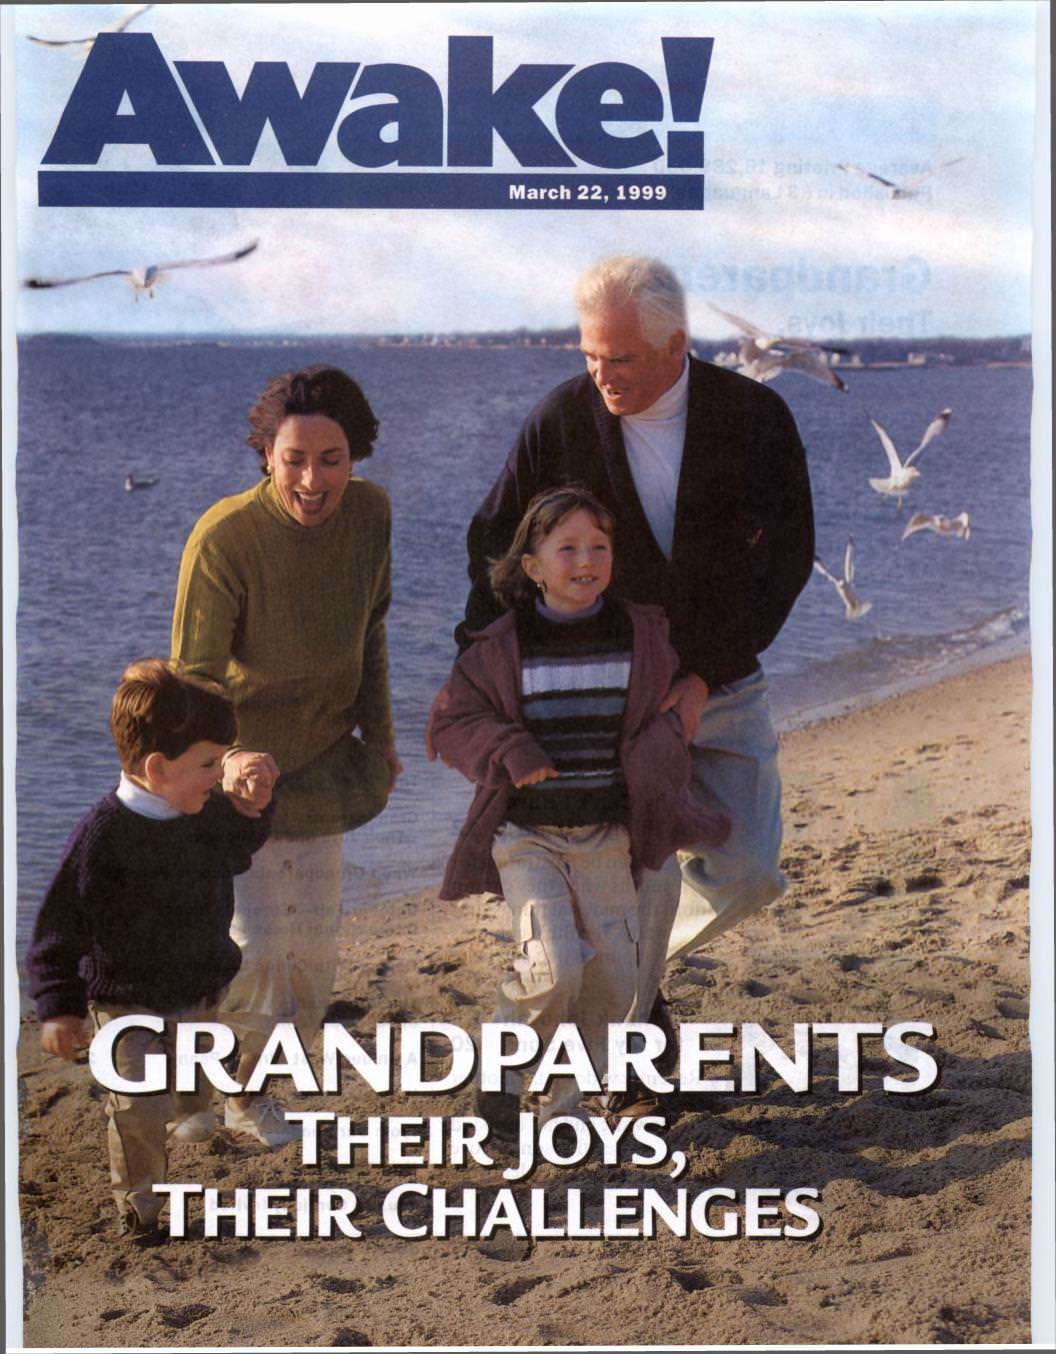 Awake!
March 22, 1999
GRANDPARENTS
THEIR JOYS,
THEIR CHALLENGES